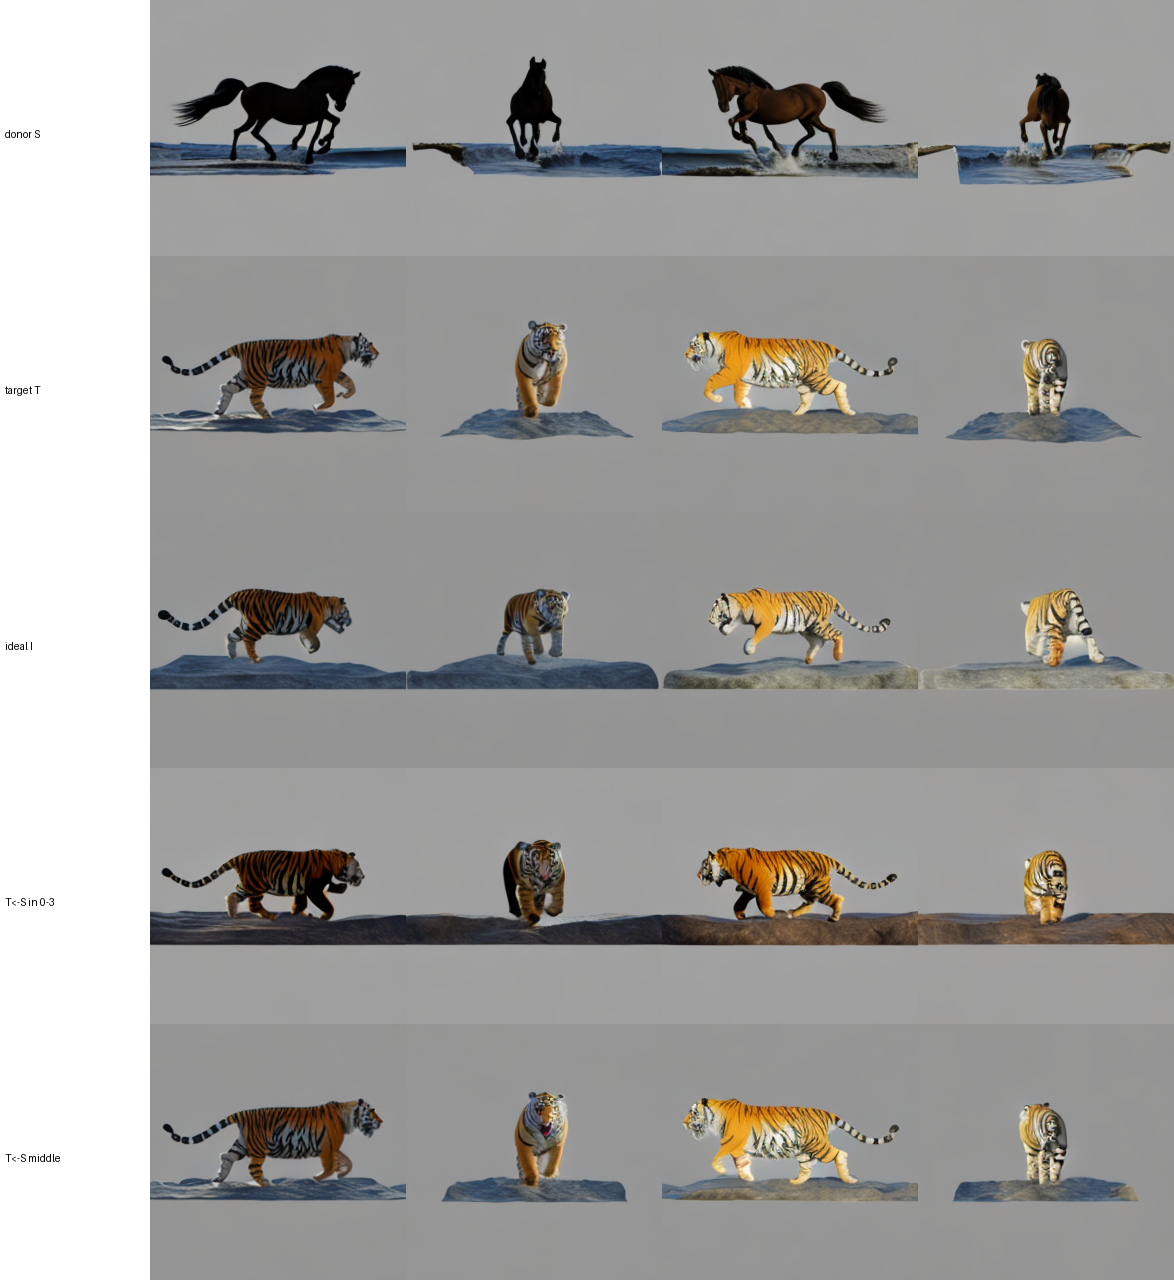 donor S
target T
ideal I
T<-S in 0-3
T<-S middle